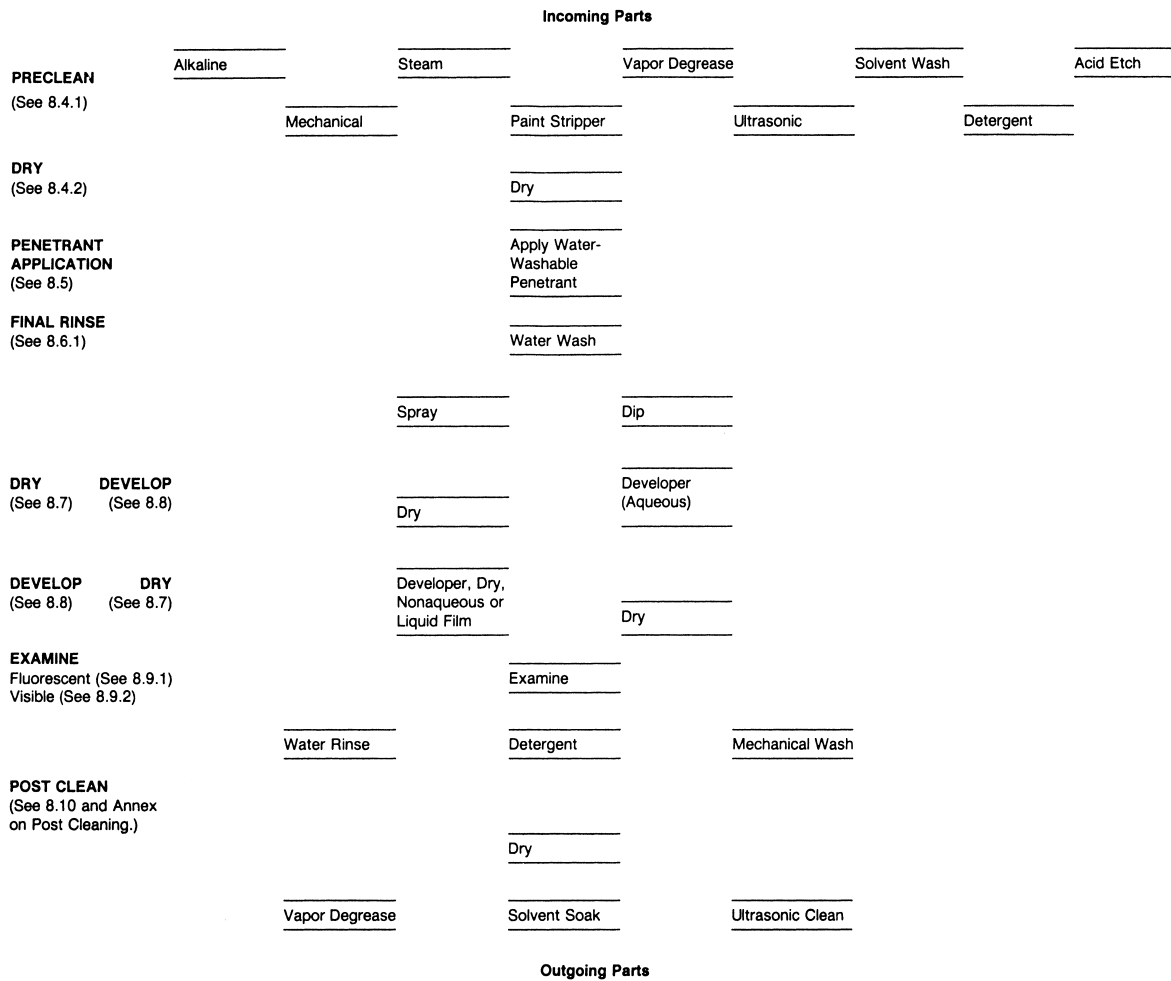 Incoming Parts
Alkaline
Steam
Vapor Degrease
Solvent Wash
Acid Etch
PRECLEAN
(See 8.4.1)
Mechanical
Paint Stripper
Ultrasonic
Detergent
DRY
(See 8.4.2)
Dry
PENETRANT
APPLICATION
(See 8.5)
Apply Water-
Washable
Penetrant
FINAL RINSE
(See 8.6.1)
Water Wash
Spray
Dip
DRY DEVELOP
(See 8.7) (See 8.8)
Dry
Developer
(Aqueous)
DEVELOP DRY
(See 8.8) (See 8.7)
Developer, Dry,
Nonaqueous or
Liquid Film
Dry
EXAMINE
Fluorescent (See 8.9.1)
Visible (See 8.9.2)
Examine
Water Rinse
Detergent
Mechanical Wash
POST CLEAN
(See 8.10 and Annex
on Post Cleaning.)
Dry
Vapor Degrease
Solvent Soak
Ultrasonic Clean
Outgoing Parts